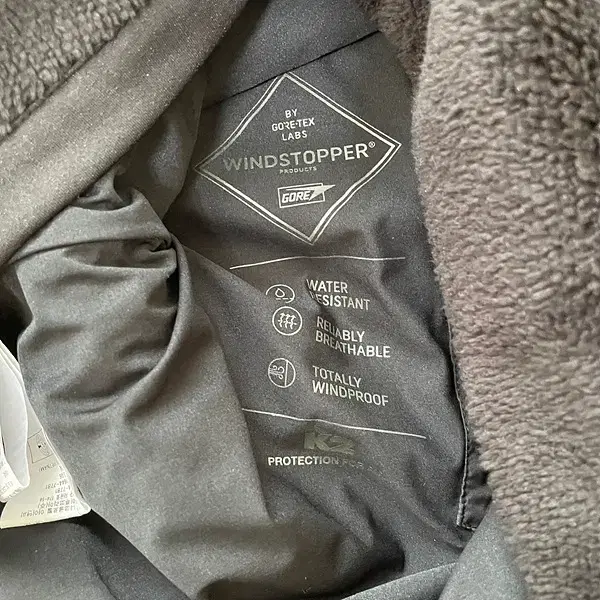 BY
GORE-TEX
LABS
WINDSTOPPER®
PRODUCTS
GORE
WATER
RESISTANT
RELIABLY
BREATHABLE
TOTALLY
WINDPROOF
K2
PROTECTION FOR